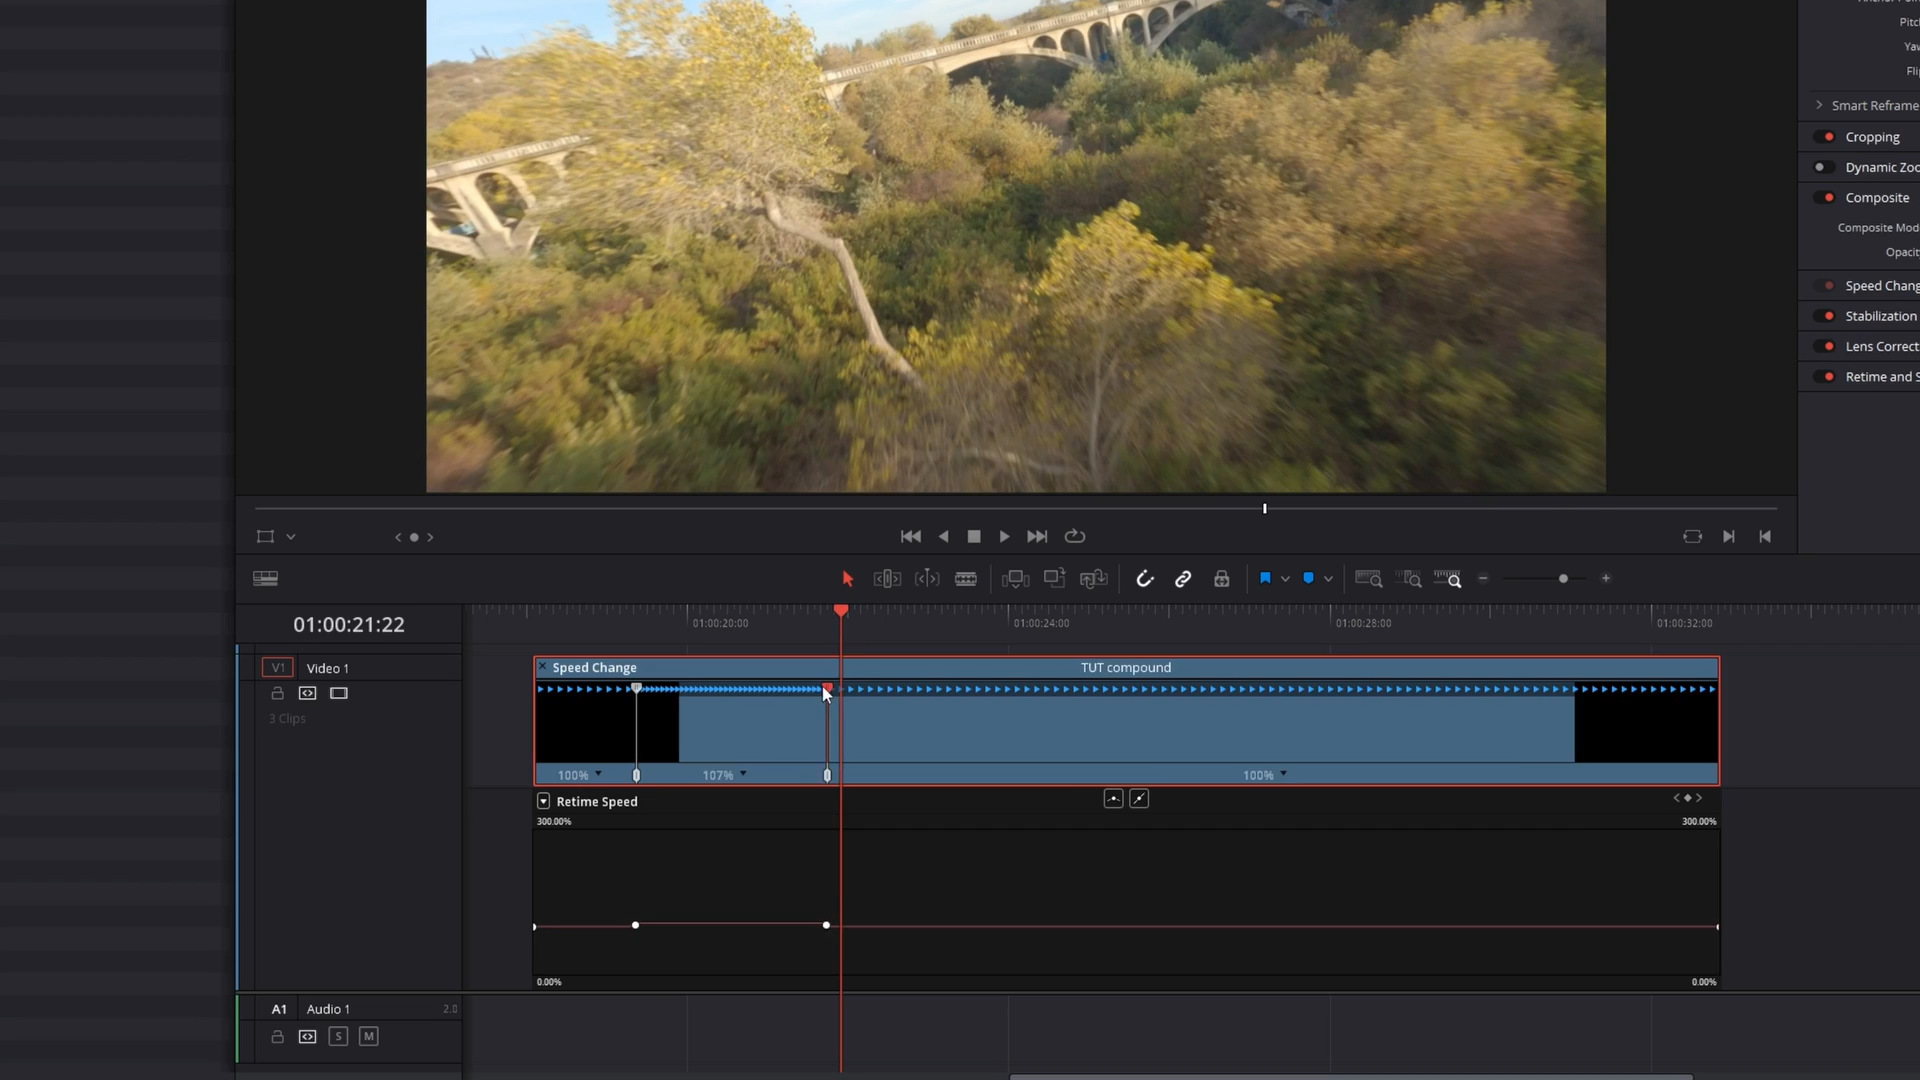 Pitc
Yaw
Flip
Smart Reframe
Cropping
Dynamic Zoo
Composite
Composite Mod
Opacity
Speed Chang
Stabilization
Lens Correct
Retime and S
01:00:21:22
01:00:20:00
01:00:24:00
01:00:28:00
01:00:32:00
V1 Video 1
Speed Change
TUT compound
3 Clips
100%
107%
100%
Retime Speed
300.00%
300.00%
0.00%
0.00%
A1 Audio 1 2.0
S M